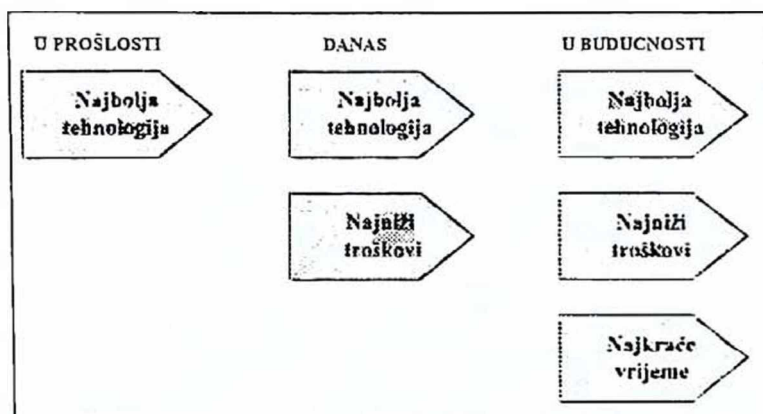 U PROŠLOSTI
Najbolja
tehnologija
DANAS
Najbolja
tehnologija
Najniži
troškovi
U BUDUCNOSTI
Najbolja
tehnologija
Najniži
troškovi
Najkraće
vrijeme